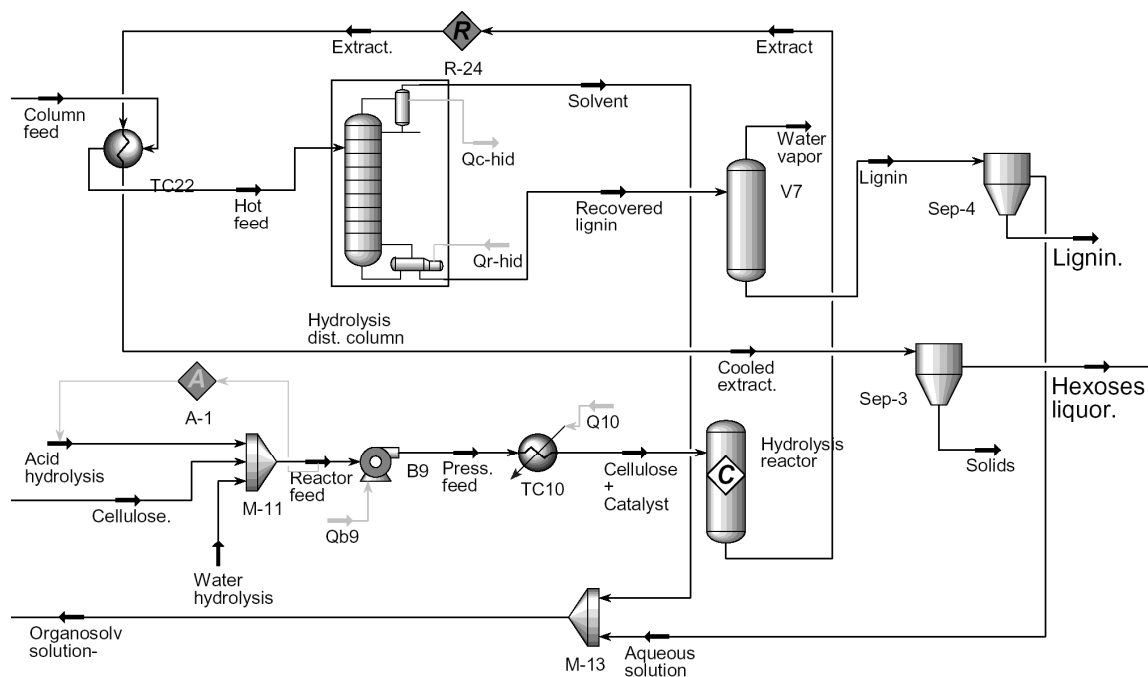 Extract.
R
R-24
Extract
Column
feed
Solvent
Qc-hid
Water
vapor
V7
TC22
Hot
feed
Recovered
lignin
Lignin
Sep-4
Qr-hid
Lignin.
Hydrolysis
dist. column
Cooled
extract.
Sep-3
Hexoses
liquor.
A
A-1
Q10
Acid
hydrolysis
Reactor
feed
B9
Press.
feed
TC10
Cellulose
+
Catalyst
C
Hydrolysis
reactor
Solids
Cellulose.
M-11
Qb9
Water
hydrolysis
Organosolv
solution-
M-13
Aqueous
solution